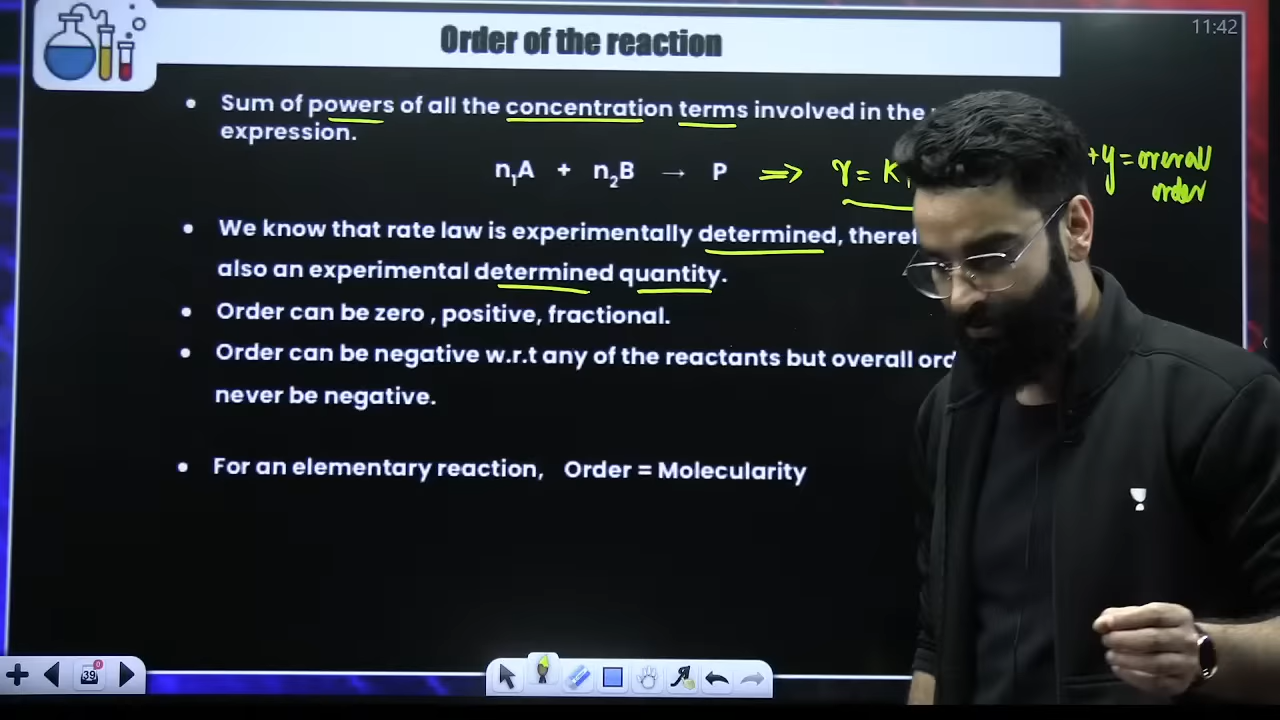 Order of the reaction
11:42
• Sum of powers of all the concentration terms involved in the
expression.
n₁A + n₂B → P ⇒ r = K
+y = overall
order
• We know that rate law is experimentally determined,
also an experimental determined quantity.
• Order can be zero , positive, fractional.
• Order can be negative w.r.t any of the reactants but overall
never be negative.
• For an elementary reaction, Order = Molecularity
39